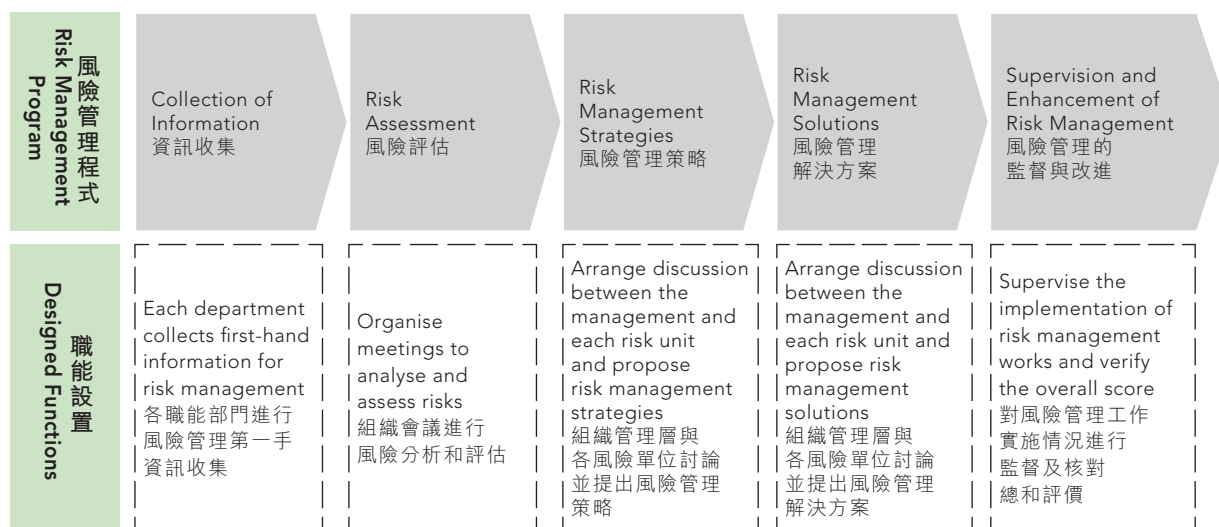 風險管理程式
Risk Management
Program
Collection of
Information
資訊收集
Risk
Assessment
風險評估
Risk
Management
Strategies
風險管理策略
Risk
Management
Solutions
風險管理
解決方案
Supervision and
Enhancement of
Risk Management
風險管理的
監督與改進
職能設置
Designed Functions
Each department
collects first-hand
information for
risk management
各職能部門進行
風險管理第一手
資訊收集
Organise
meetings to
analyse and
assess risks
組織會議進行
風險分析和評估
Arrange discussion
between the
management and
each risk unit
and propose
risk management
strategies
組織管理層與
各風險單位討論
並提出風險管理
策略
Arrange discussion
between the
management and
each risk unit and
propose risk
management
solutions
組織管理層與
各風險單位討論
並提出風險管理
解決方案
Supervise the
implementation of
risk management
works and verify
the overall score
對風險管理工作
實施情況進行
監督及核對
總和評價